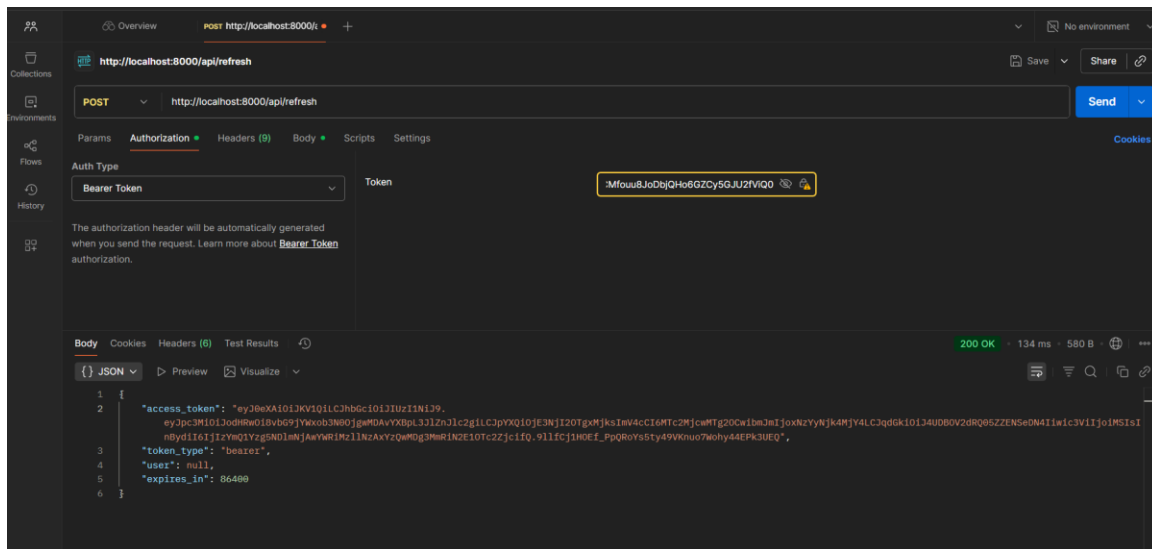 Overview
POST http://localhost:8000/a
No environment
HTTP http://localhost:8000/api/refresh
Save
Share
Collections
POST http://localhost:8000/api/refresh
Send
Environments
Params Authorization Headers (9) Body Scripts Settings
Cookies
Flows
Auth Type
Bearer Token
Token
:Mfouu8JoDbjQHo6GZCy5GJU2fViQ0
History
The authorization header will be automatically generated
when you send the request. Learn more about Bearer Token
authorization.
Body Cookies Headers (6) Test Results
200 OK 134 ms 580 B
{} JSON Preview Visualize
1 {
2 "access_token": "eyJ0eXAiOiJKV1QiLCJhbGciOiJIUzI1NiJ9.
3 "token_type": "bearer",
4 "user": null,
5 "expires_in": 86400
6 }